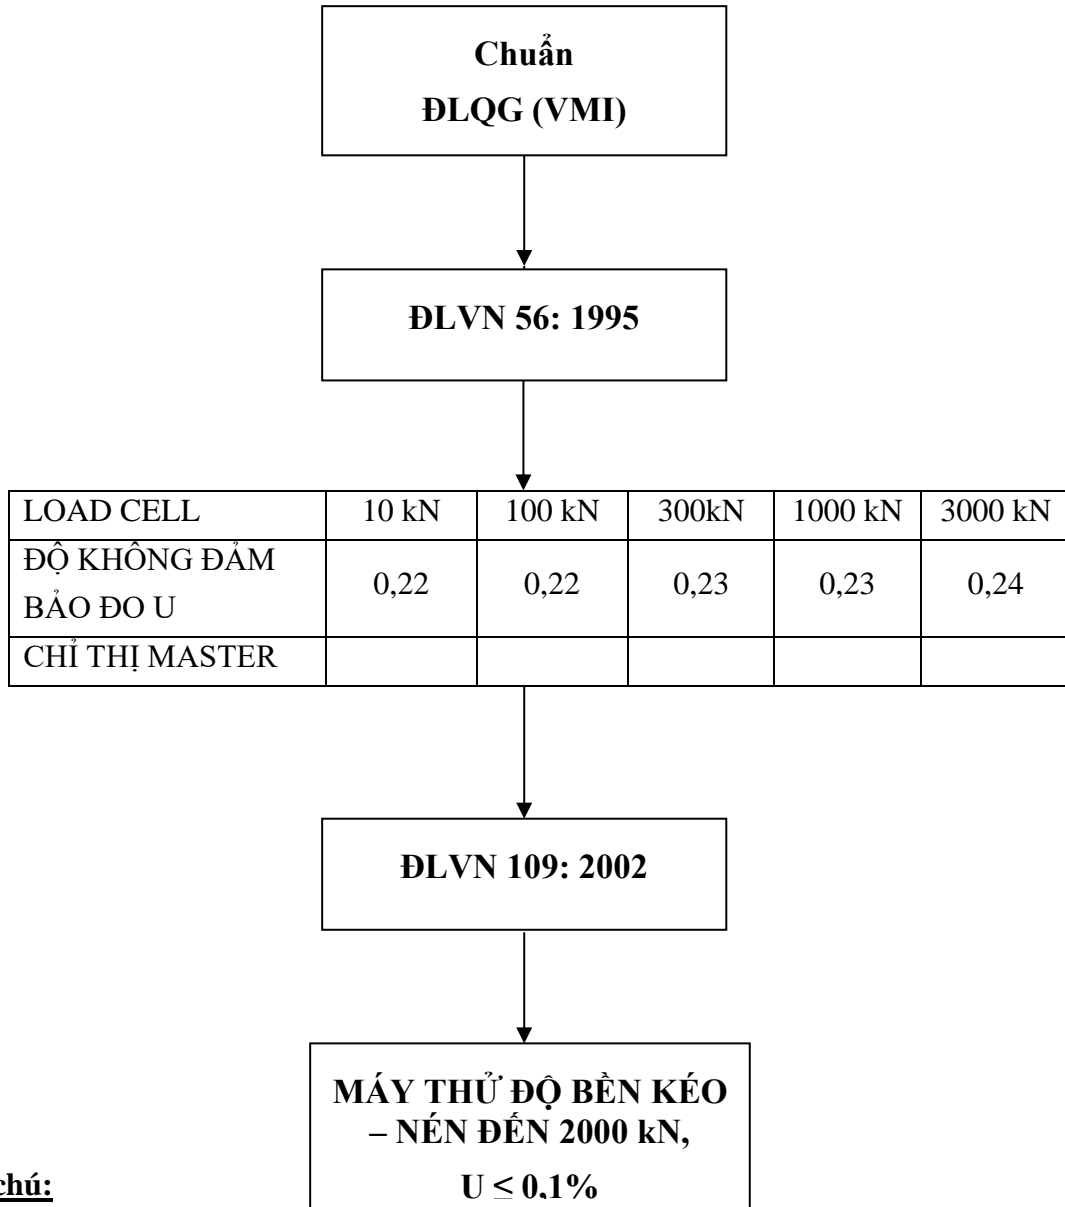 Chuẩn
ĐLQG (VMI)
ĐLVN 56: 1995
LOAD CELL 10 kN 100 kN 300kN 1000 kN 3000 kN
ĐỘ KHÔNG ĐẢM
BẢO ĐO U 0,22 0,22 0,23 0,23 0,24
CHỈ THỊ MASTER
ĐLVN 109: 2002
MÁY THỬ ĐỘ BỀN KÉO
– NÉN ĐẾN 2000 kN,
U ≤ 0,1%
chú: